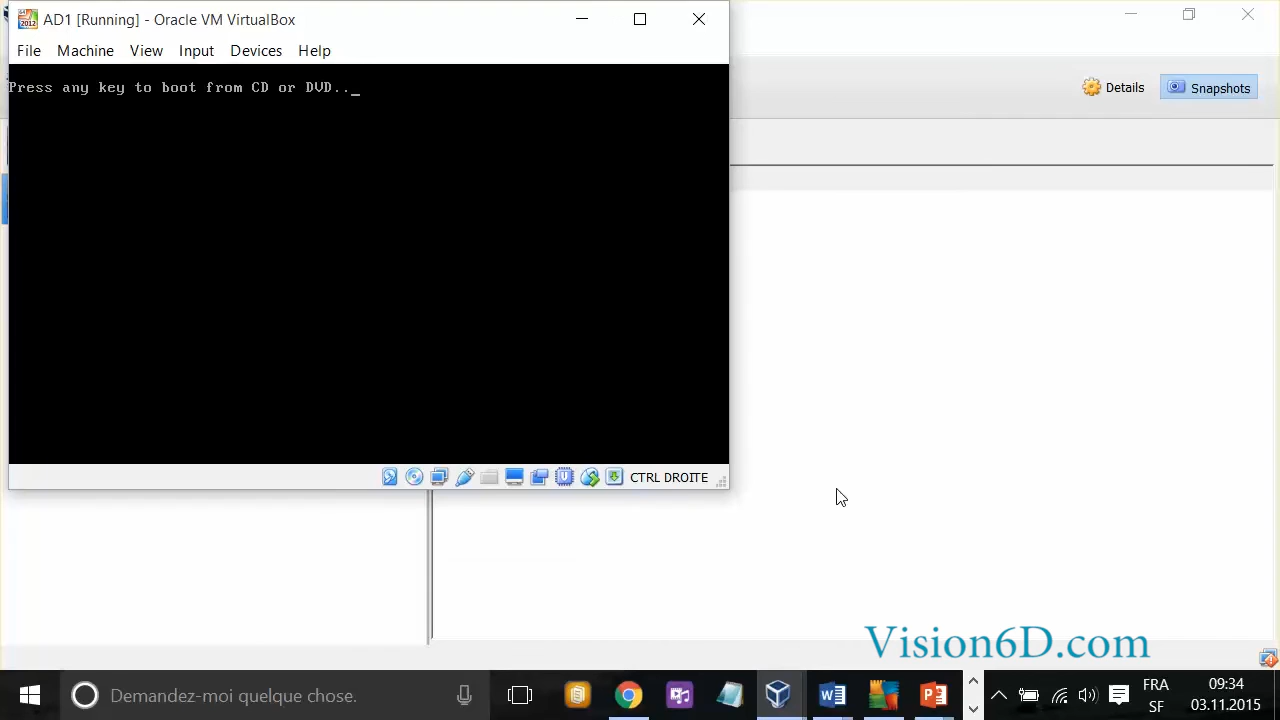 AD1 [Running] - Oracle VM VirtualBox
File Machine View Input Devices Help
Press any key to boot from CD or DVD.._
Details
Snapshots
CTRL DROITE
Vision6D.com
Demandez-moi quelque chose.
FRA
SF
09:34
03.11.2015